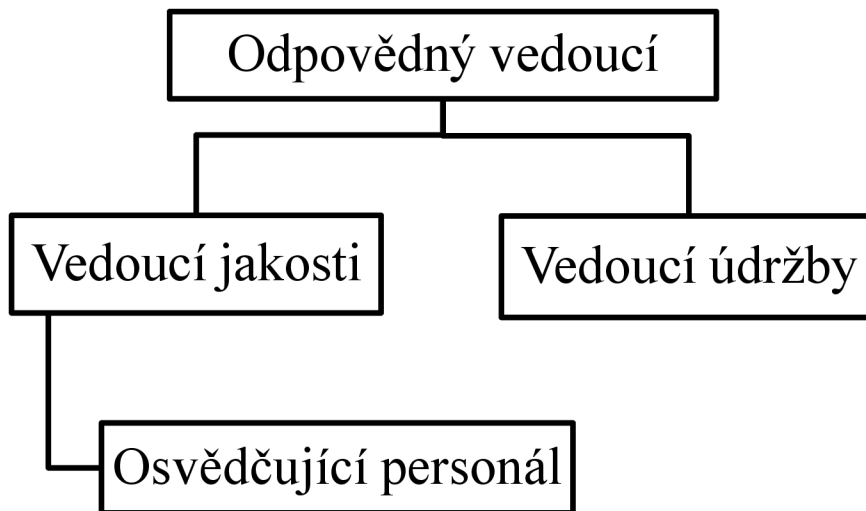 Odpovědný vedoucí
Vedoucí jakosti
Vedoucí údržby
Osvědčující personál